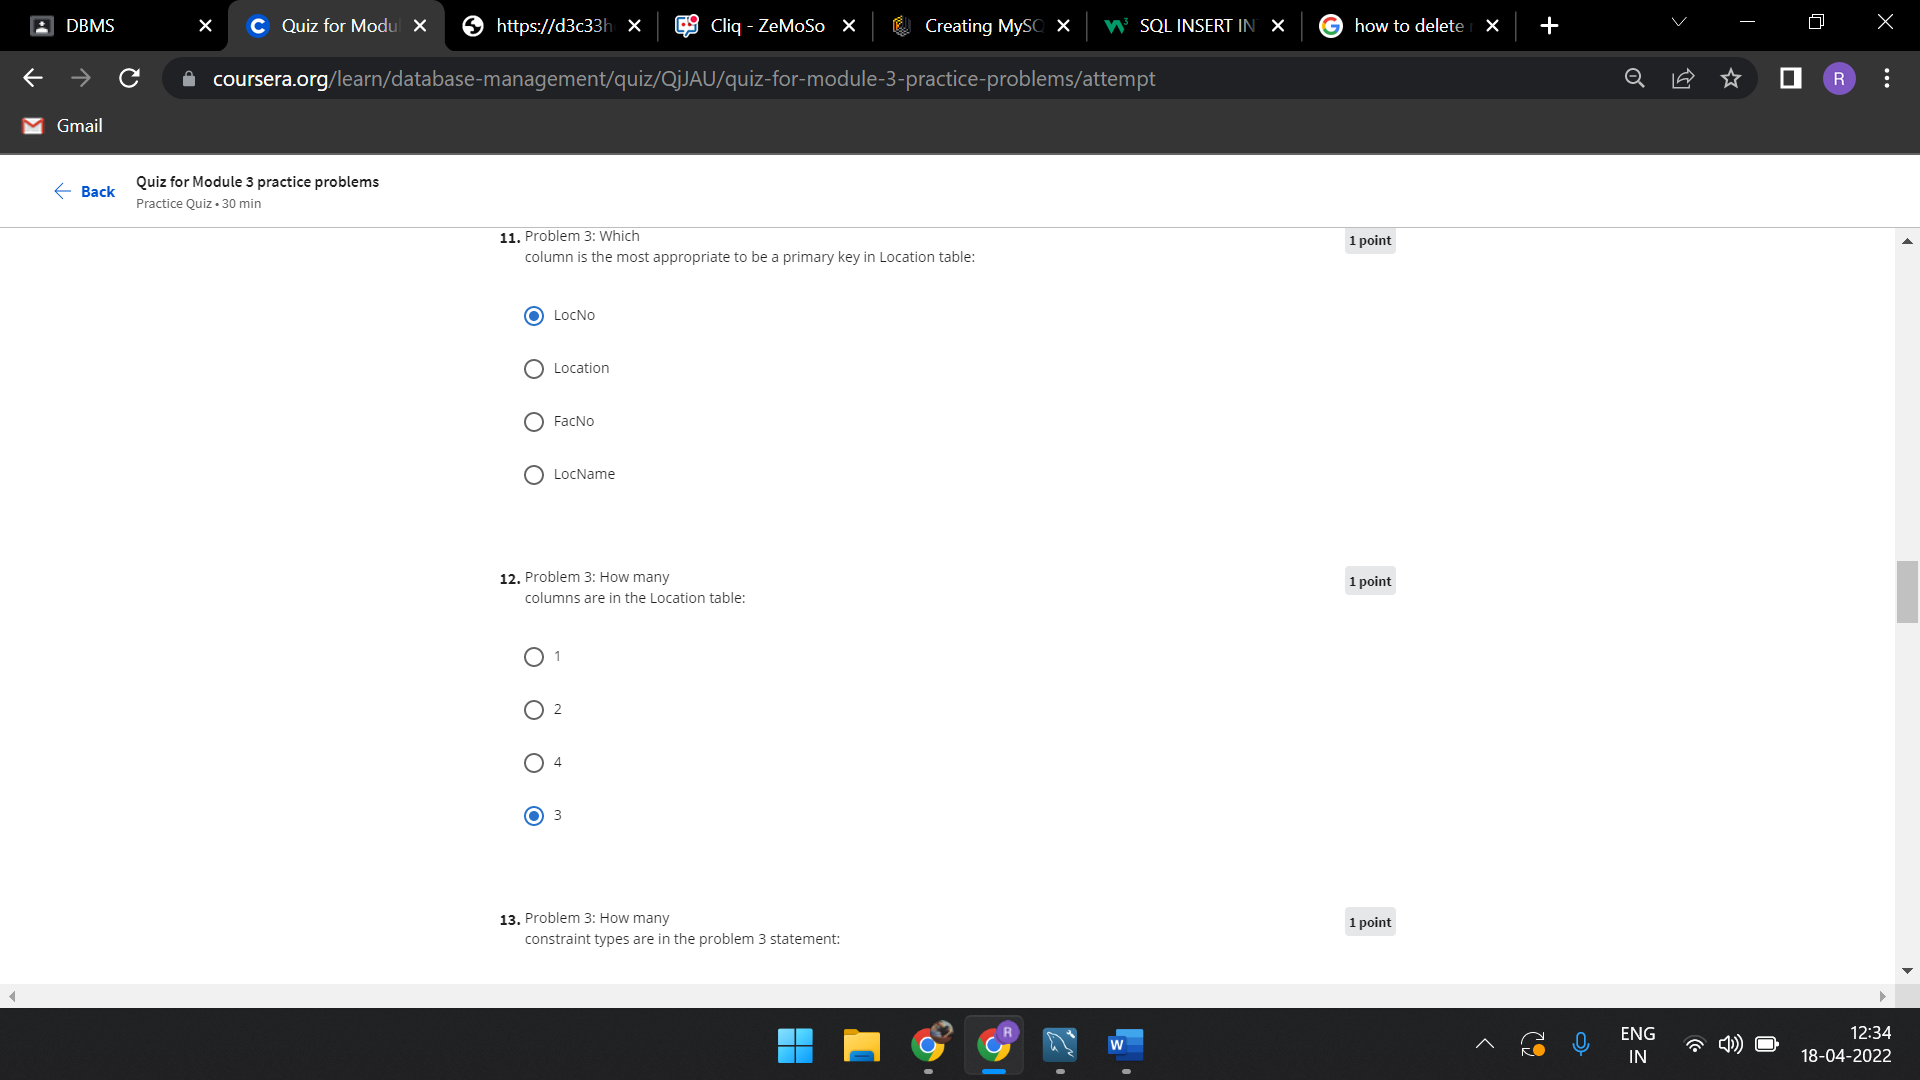 DBMS
Quiz for Modul
https://d3c33h
Cliq - ZeMoSo
Creating MySQ
SQL INSERT IN
how to delete
coursera.org/learn/database-management/quiz/QjJAU/quiz-for-module-3-practice-problems/attempt
R
Gmail
Back
Quiz for Module 3 practice problems
Practice Quiz • 30 min
11. Problem 3: Which
column is the most appropriate to be a primary key in Location table:
1 point
LocNo
Location
FacNo
LocName
12. Problem 3: How many
columns are in the Location table:
1 point
1
2
4
3
13. Problem 3: How many
constraint types are in the problem 3 statement:
1 point
R
W
ENG
IN
12:34
18-04-2022